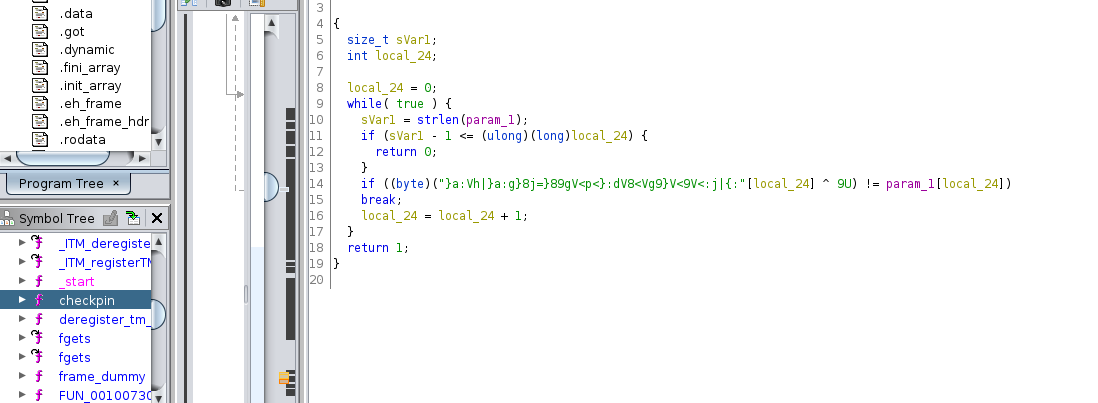 .data
.got
.dynamic
.fini_array
.init_array
.eh_frame
.eh_frame_hdr
.rodata
Program Tree ×
Symbol Tree
_ITM_deregiste
_ITM_registerTM
_start
checkpin
deregister_tm_
fgets
fgets
frame_dummy
FUN_00100730
3
4 {
5 size_t sVar1;
6 int local_24;
7
8 local_24 = 0;
9 while( true ) {
10 sVar1 = strlen(param_1);
11 if (sVar1 - 1 <= (ulong)(long)local_24) {
12 return 0;
13 }
14 if ((byte)("}a:Vh|}a:g}8j=}89gV<p<}:dV8<Vg9}V<9V<:j|{:"[local_24] ^ 9U) != param_1[local_24])
15 break;
16 local_24 = local_24 + 1;
17 }
18 return 1;
19 }
20